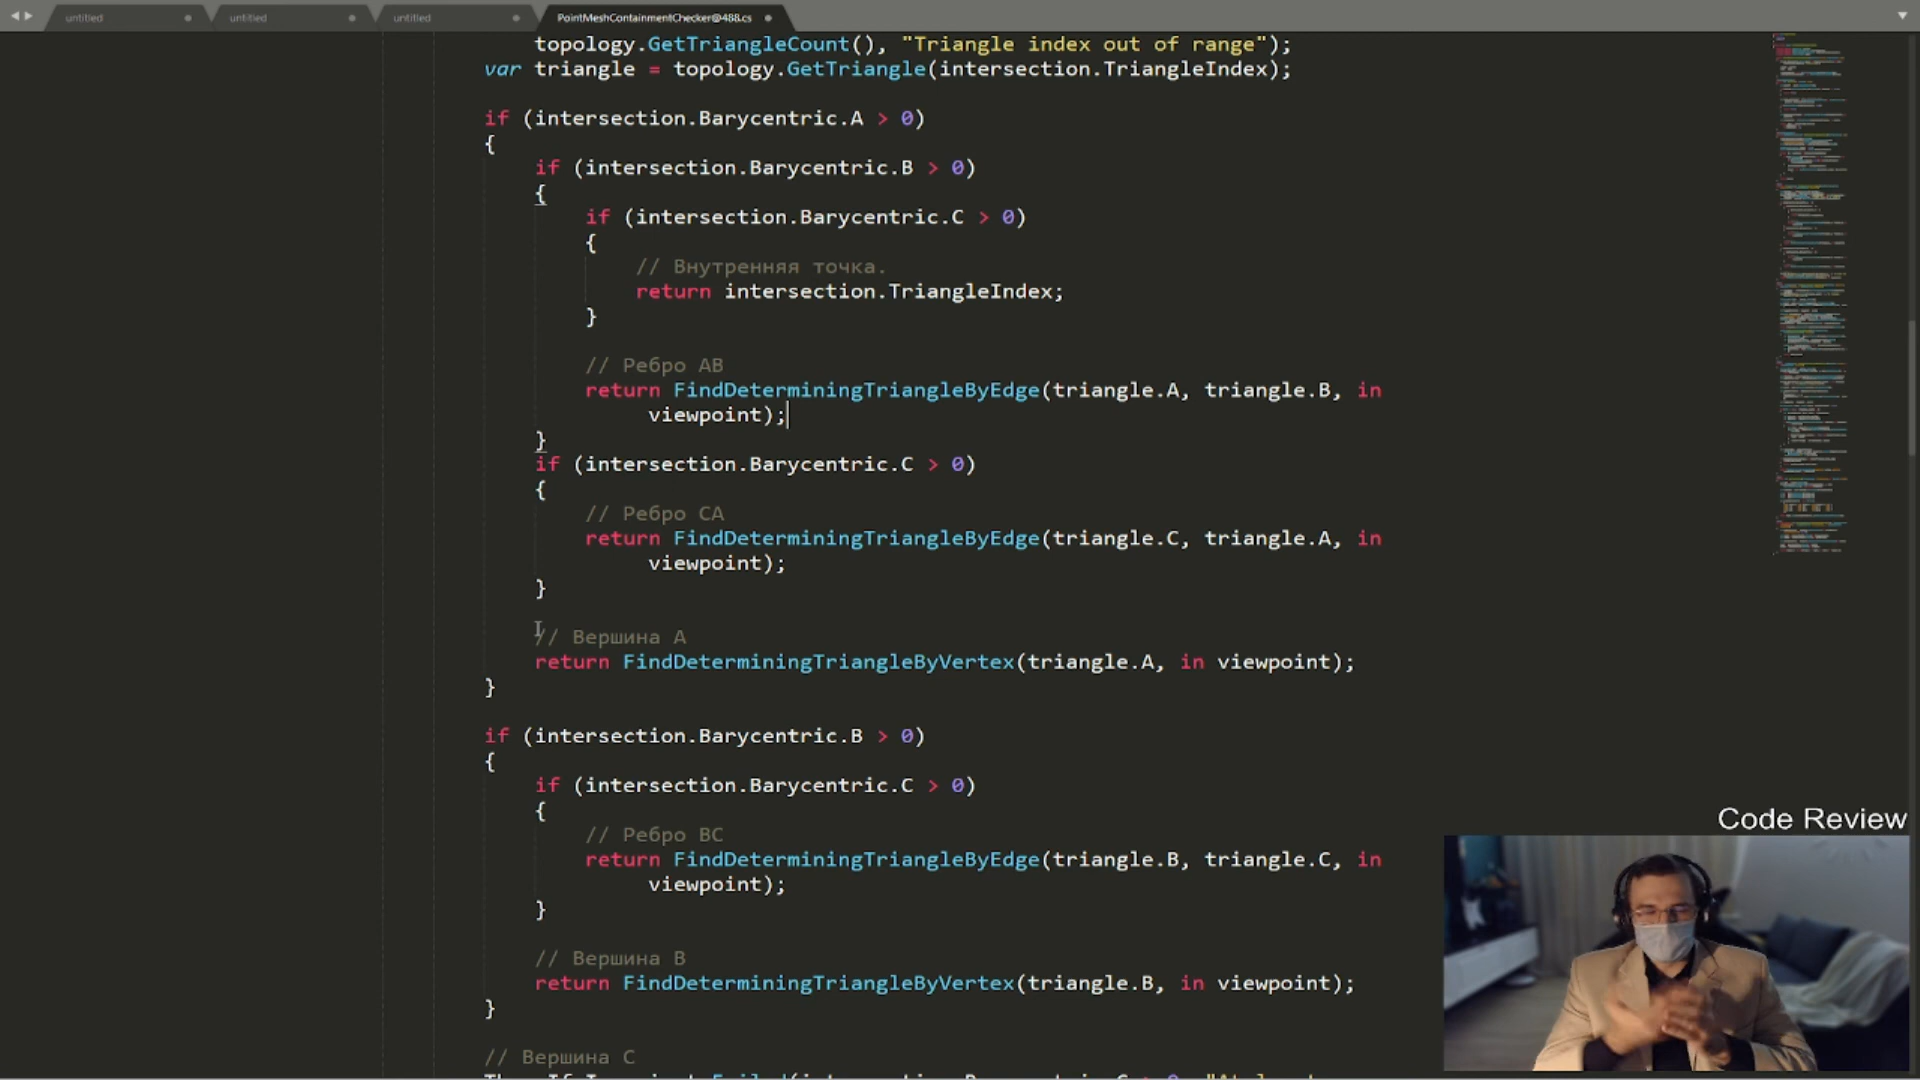 untitled untitled untitled PointMeshContainmentChecker@488.cs
topology.GetTriangleCount(), "Triangle index out of range");
var triangle = topology.GetTriangle(intersection.TriangleIndex);
if (intersection.Barycentric.A > 0)
{
if (intersection.Barycentric.B > 0)
{
if (intersection.Barycentric.C > 0)
{
// Внутренняя точка.
return intersection.TriangleIndex;
}
// Ребро AB
return FindDeterminingTriangleByEdge(triangle.A, triangle.B, in
viewpoint);
}
if (intersection.Barycentric.C > 0)
{
// Ребро CA
return FindDeterminingTriangleByEdge(triangle.C, triangle.A, in
viewpoint);
}
// Вершина A
return FindDeterminingTriangleByVertex(triangle.A, in viewpoint);
}
if (intersection.Barycentric.B > 0)
{
if (intersection.Barycentric.C > 0)
{
// Ребро BC
return FindDeterminingTriangleByEdge(triangle.B, triangle.C, in
viewpoint);
}
// Вершина B
return FindDeterminingTriangleByVertex(triangle.B, in viewpoint);
}
// Вершина C
Code Review